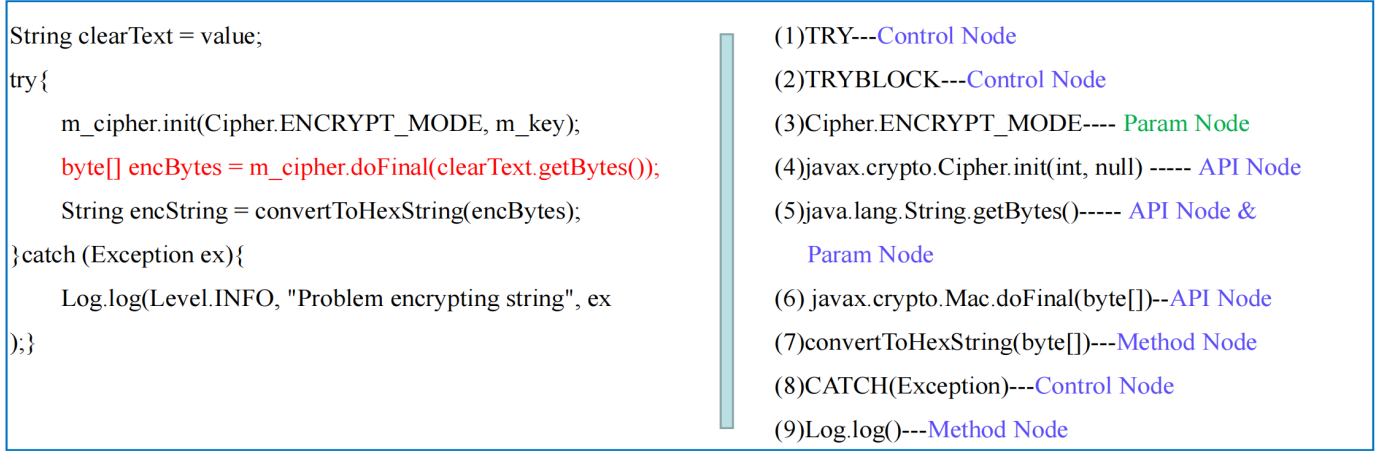 String clearText = value;
try{
m_cipher.init(Cipher.ENCRYPT_MODE, m_key);
byte[] encBytes = m_cipher.doFinal(clearText.getBytes());
String encString = convertToHexString(encBytes);
}catch (Exception ex){
Log.log(Level.INFO, "Problem encrypting string", ex
);}
(1)TRY---Control Node
(2)TRYBLOCK---Control Node
(3)Cipher.ENCRYPT_MODE---- Param Node
(4)javax.crypto.Cipher.init(int, null) ----- API Node
(5)java.lang.String.getBytes()----- API Node &
Param Node
(6) javax.crypto.Mac.doFinal(byte[])--API Node
(7)convertToHexString(byte[])---Method Node
(8)CATCH(Exception)---Control Node
(9)Log.log()---Method Node